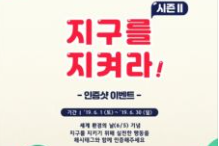 시즌 II
지구를
지켜라!
- 인증샷 이벤트 -
기간 | '19. 6. 1 (토) ~ '19. 6. 30 (일)
세계 환경의 날(6/5) 기념
지구를 지키기 위해 실천한 행동을
해시태그와 함께 인증해주세요